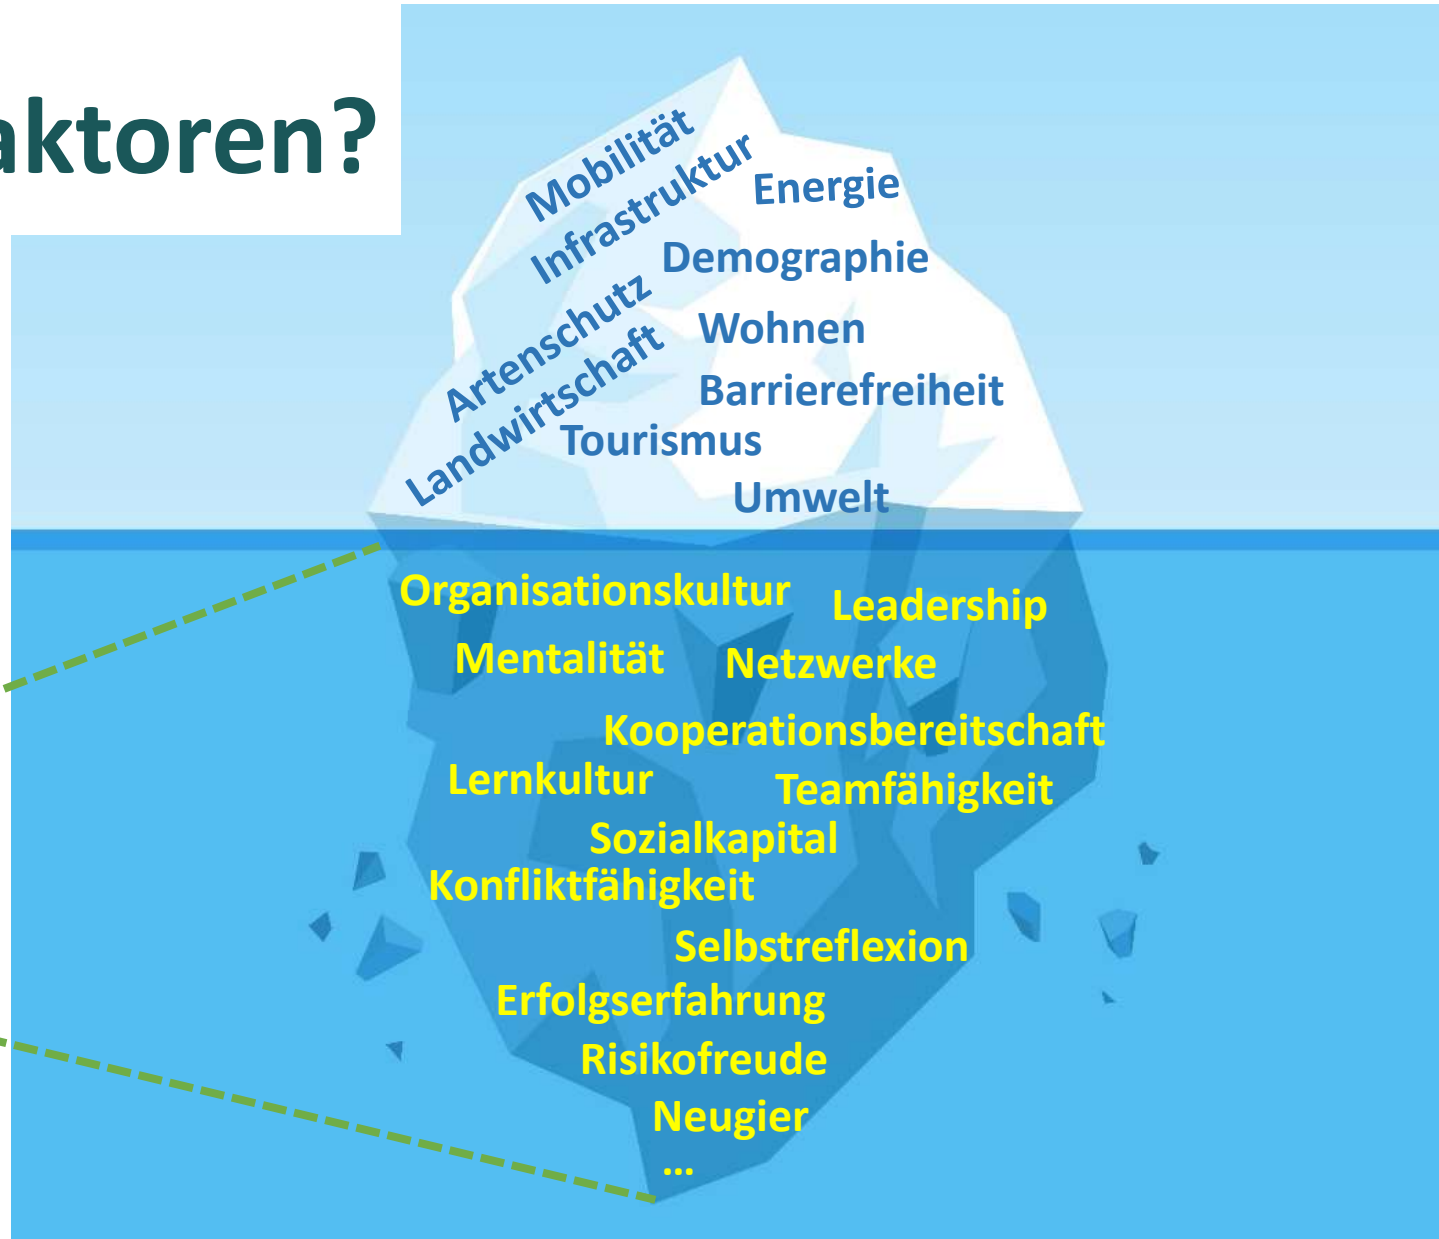 aktoren?
Mobilität
Infrastruktur
Energie
Demographie
Artenschutz
Wohnen
Landwirtschaft
Barrierefreiheit
Tourismus
Umwelt
Organisationskultur
Leadership
Mentalität
Netzwerke
Kooperationsbereitschaft
Lernkultur
Teamfähigkeit
Sozialkapital
Konfliktfähigkeit
Selbstreflexion
Erfolgserfahrung
Risikofreude
Neugier
...